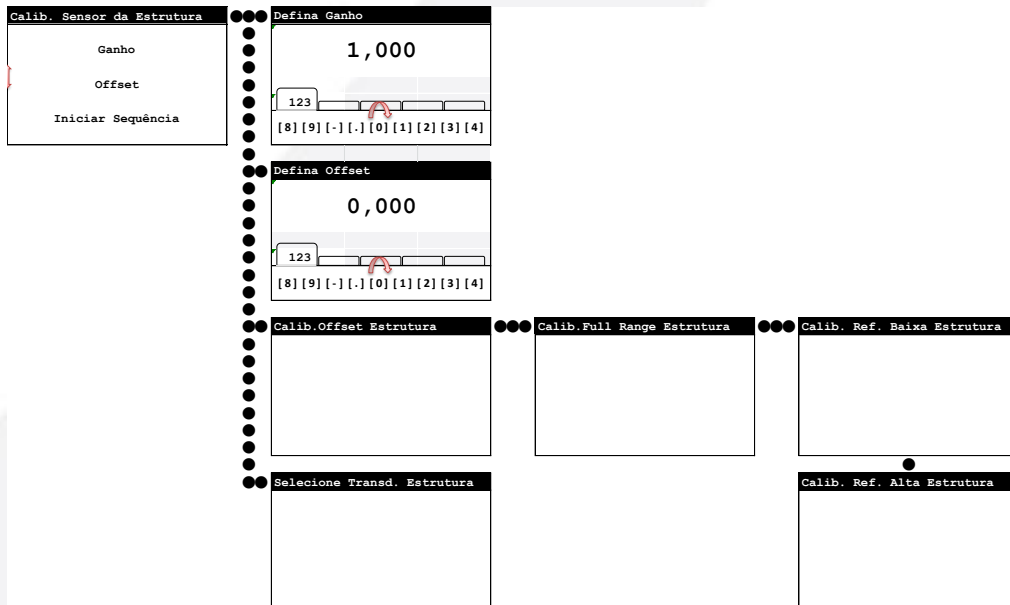 Calib. Sensor da Estrutura
Ganho
Offset
Iniciar Sequência
Defina Ganho
1,000
123
[8][9][-][.][0][1][2][3][4]
Defina Offset
0,000
123
[8][9][-][.][0][1][2][3][4]
Calib.Offset Estrutura
Calib.Full Range Estrutura
Calib. Ref. Baixa Estrutura
Selecione Transd. Estrutura
Calib. Ref. Alta Estrutura